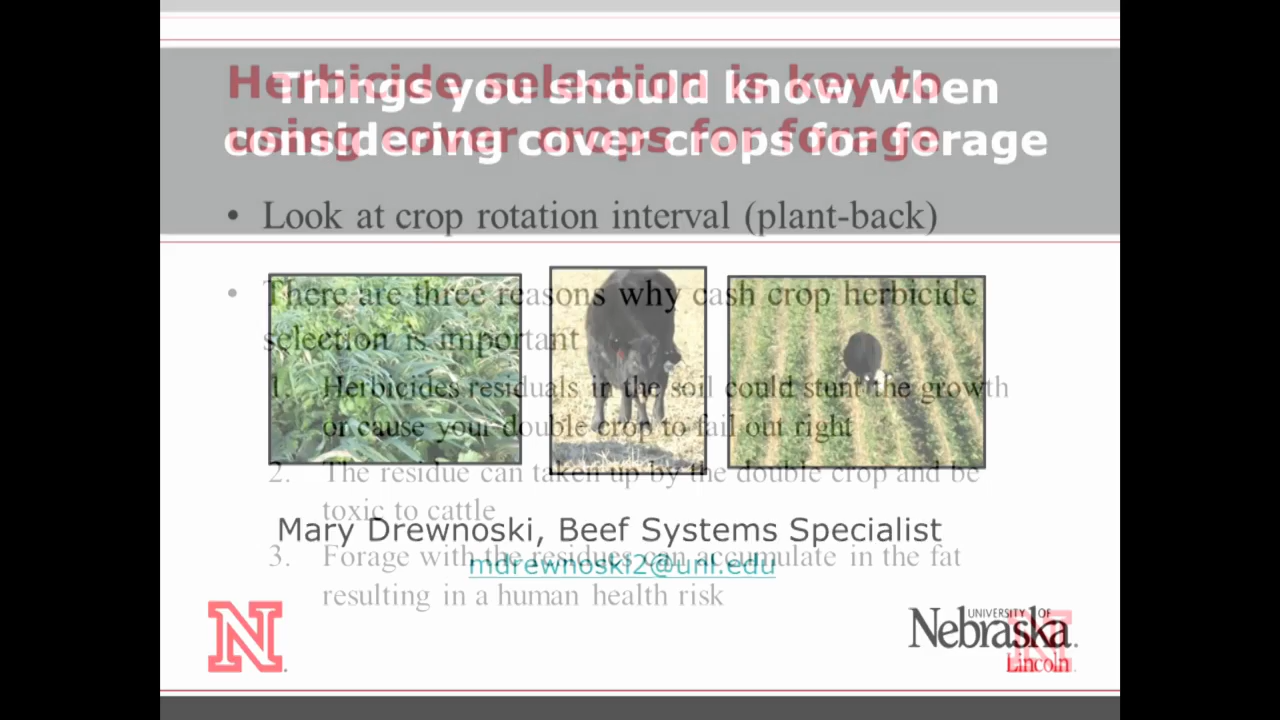 Things you should know when
considering cover crops for forage
Herbicide selection is key to
using cover crops for forage
• Look at crop rotation interval (plant-back)
• There are three reasons why cash crop herbicide
selection is important
1. Herbicides residuals in the soil could stunt the growth
or cause your double crop to fail out right
2. The residue can taken up by the double crop and be
toxic to cattle
Mary Drewnoski, Beef Systems Specialist
3. Forage with the residues can accumulate in the fat
mdrewnoski2@unl.edu
resulting in a human health risk
N
UNIVERSITY OF
Nebraska
Lincoln
N